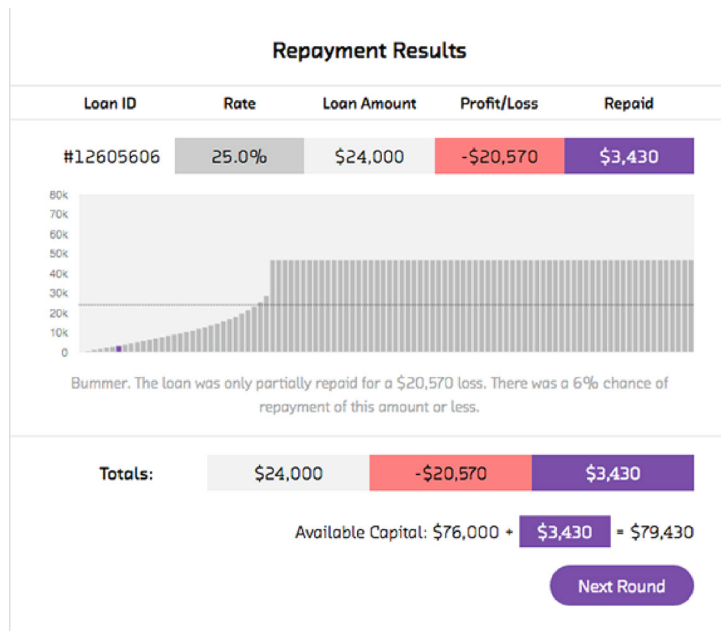 Repayment Results
Loan ID Rate Loan Amount Profit/Loss Repaid
#12605606 25.0% $24,000 -$20,570 $3,430
80k
70k
60k
50k
40k
30k
20k
10k
0
Bummer. The loan was only partially repaid for a $20,570 loss. There was a 6% chance of
repayment of this amount or less.
Totals: $24,000 -$20,570 $3,430
Available Capital: $76,000 + $3,430 = $79,430
Next Round